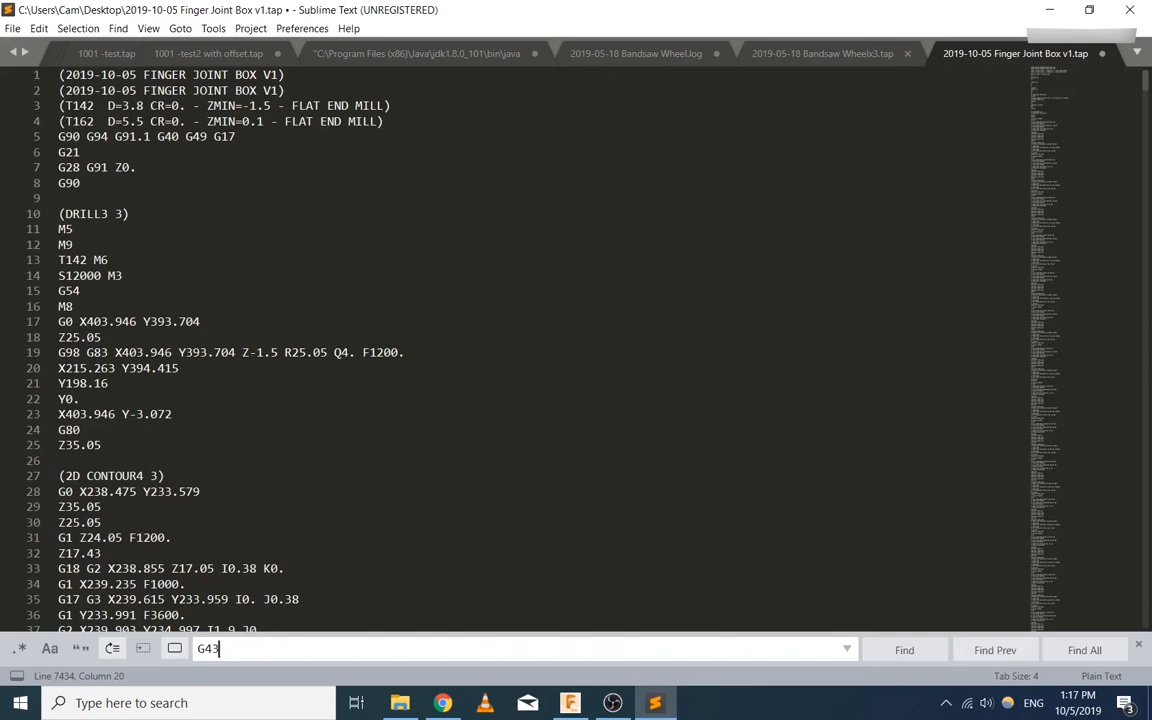 C:\Users\Cam\Desktop\2019-10-05 Finger Joint Box v1.tap • - Sublime Text (UNREGISTERED)
File Edit Selection Find View Goto Tools Project Preferences Help
1001 -test.tap 1001 -test2 with offset.tap "C:\Program Files (x86)\Java\jdk1.8.0_101\bin\java 2019-05-18 Bandsaw Wheel.log 2019-05-18 Bandsaw Wheelx3.tap 2019-10-05 Finger Joint Box v1.tap
1 (2019-10-05 FINGER JOINT BOX V1)
2 (2019-10-05 FINGER JOINT BOX V1)
3 (T142  D=3.8 CR=0. - ZMIN=-1.5 - FLAT END MILL)
4 (T162  D=5.5 CR=0. - ZMIN=0.1 - FLAT END MILL)
5 G90 G94 G91.1 G40 G49 G17
6 G21
7 G28 G91 Z0.
8 G90
9
10 (DRILL3 3)
11 M5
12 M9
13 T142 M6
14 S12000 M3
15 G54
16 M8
17 G0 X403.946 Y393.704
18 Z25.05
19 G98 G83 X403.946 Y393.704 Z-1.5 R25.05 Q4. F1200.
20 X215.263 Y394.415
21 Y198.16
22 Y0.
23 X403.946 Y-3.072
24 G80
25 Z35.05
26
27 (2D CONTOUR4 3)
28 G0 X238.475 Y233.579
29 Z35.05
30 Z25.05
31 G1 Z24.05 F1200.
32 Z17.43
33 G18 G2 X238.855 Z17.05 I0.38 K0.
34 G1 X239.235 F1000.
35 G17 G3 X239.615 Y233.959 I0. J0.38
36 G1 Y233.991 F3600.
37 G2 X239.903 Y234.997 I1.9 J0.
.* Aa “” G43 Find Find Prev Find All
Line 7434, Column 20 Tab Size: 4 Plain Text
Type here to search ENG 1:17 PM
10/5/2019 3